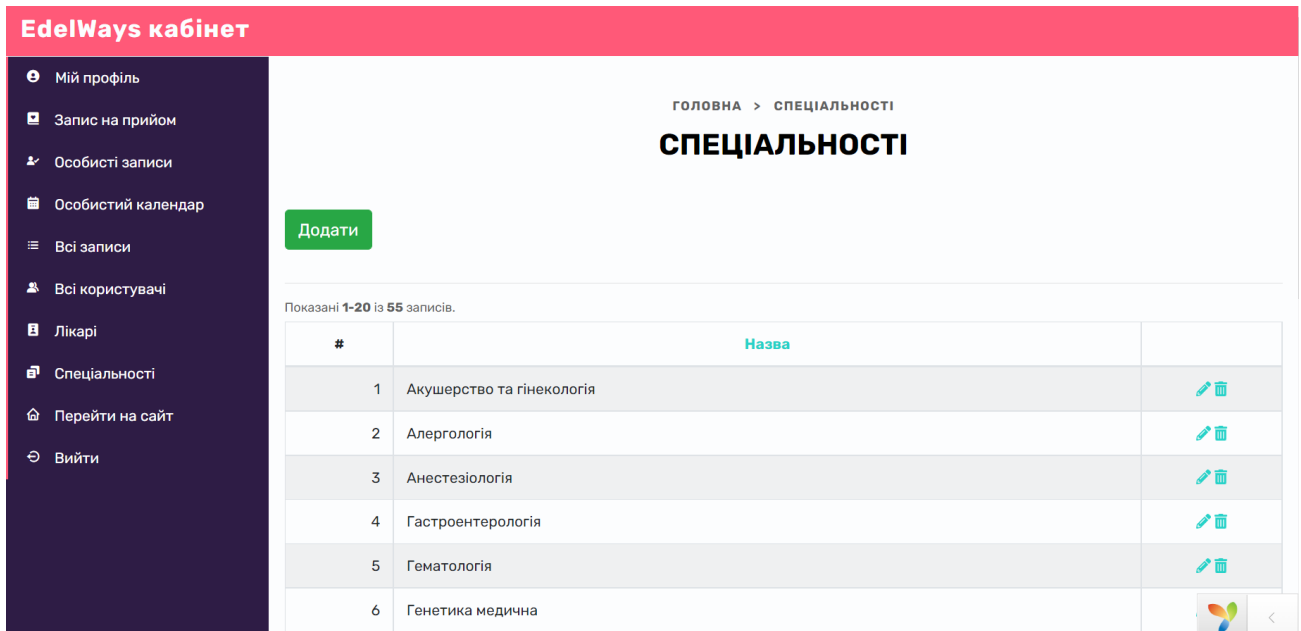 EdelWays кабінет
Мій профіль
Запис на прийом
Особисті записи
Особистий календар
Всі записи
Всі користувачі
Лікарі
Спеціальності
Перейти на сайт
Вийти
ГОЛОВНА > СПЕЦІАЛЬНОСТІ
СПЕЦІАЛЬНОСТІ
Додати
Показані 1-20 із 55 записів.
# Назва
1 Акушерство та гінекологія
2 Алергологія
3 Анестезіологія
4 Гастроентерологія
5 Гематологія
6 Генетика медична